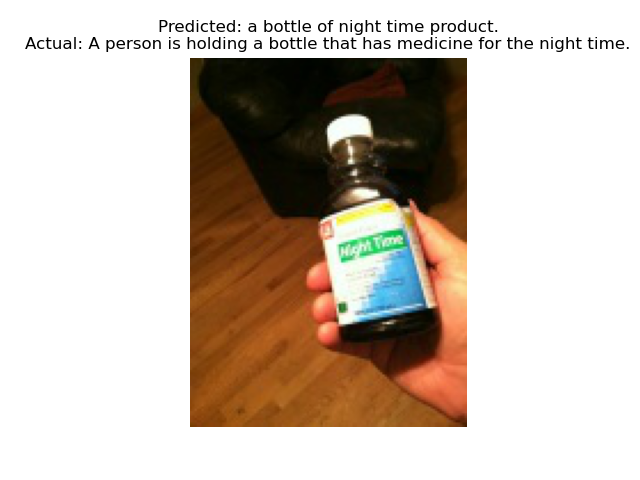 Predicted: a bottle of night time product.
Actual: A person is holding a bottle that has medicine for the night time.
Night Time